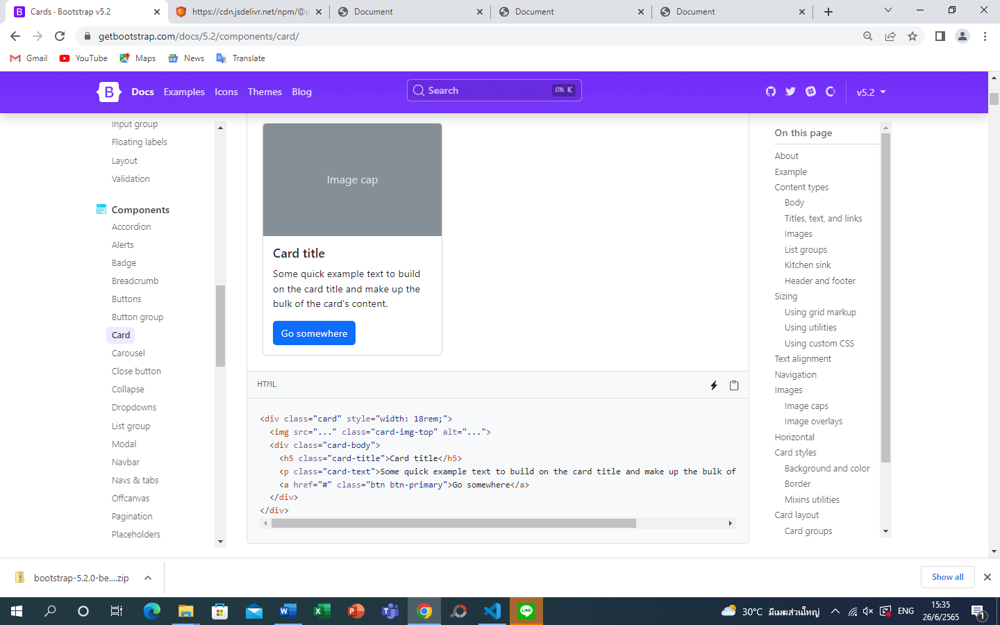 Cards · Bootstrap v5.2
https://cdn.jsdelivr.net/npm/@p
Document
Document
Document
getbootstrap.com/docs/5.2/components/card/
Gmail
YouTube
Maps
News
Translate
Docs
Examples
Icons
Themes
Blog
Search
CTRL K
v5.2
Input group
Floating labels
Layout
Validation
Components
Accordion
Alerts
Badge
Breadcrumb
Buttons
Button group
Card
Carousel
Close button
Collapse
Dropdowns
List group
Modal
Navbar
Navs & tabs
Offcanvas
Pagination
Placeholders
Image cap
Card title
Some quick example text to build
on the card title and make up the
bulk of the card's content.
Go somewhere
HTML
<div class="card" style="width: 18rem;">
<img src="..." class="card-img-top" alt="...">
<div class="card-body">
<h5 class="card-title">Card title</h5>
<p class="card-text">Some quick example text to build on the card title and make up the bulk of
<a href="#" class="btn btn-primary">Go somewhere</a>
</div>
</div>
On this page
About
Example
Content types
Body
Titles, text, and links
Images
List groups
Kitchen sink
Header and footer
Sizing
Using grid markup
Using utilities
Using custom CSS
Text alignment
Navigation
Images
Image caps
Image overlays
Horizontal
Card styles
Background and color
Border
Mixins utilities
Card layout
Card groups
bootstrap-5.2.0-be....zip
Show all
30°C มีเมฆส่วนใหญ่
ENG
15:35
26/6/2565
1